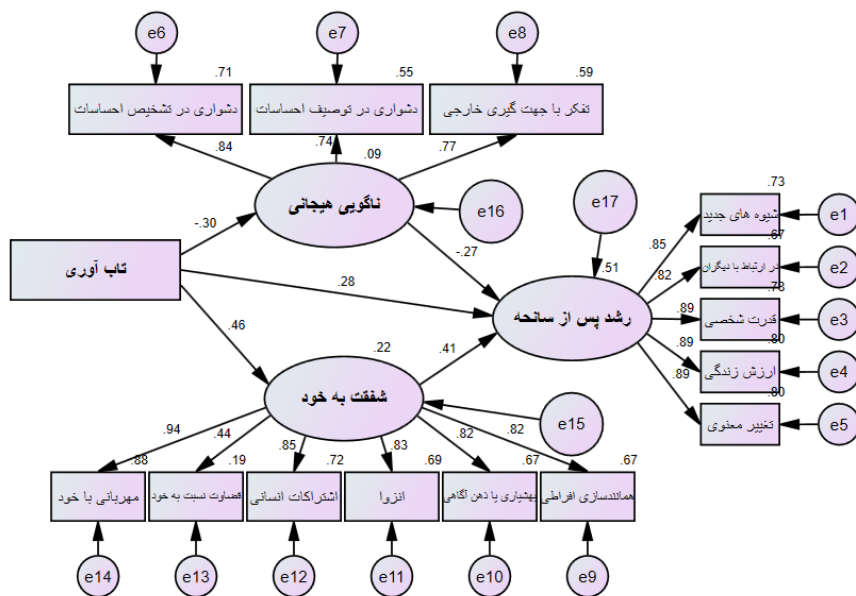 e6
e7
e8
.71
.55
.59
دشواری در تشخیص احساسات
دشواری در توصیف احساسات
تفکر با جهت گیری خارجی
.84
.74
.09
.77
ناگویی هیجانی
e16
e17
-.30
-.27
.51
تاب آوری
.28
رشد پس از سانحه
.46
.41
.22
شفقت به خود
e15
.73
شیوه های جدید
e1
.85
.67
در ارتباط با دیگران
e2
.82
.78
قدرت شخصی
e3
.89
.80
ارزش زندگی
e4
.89
.80
تغییر معنوی
e5
.89
.94
.44
.85
.83
.82
.82
.88
.19
.72
.69
.67
.67
مهربانی با خود
قضاوت نسبت به خود
اشتراکات انسانی
انزوا
بهشیاری یا ذهن آگاهی
همانندسازی افراطی
e14
e13
e12
e11
e10
e9